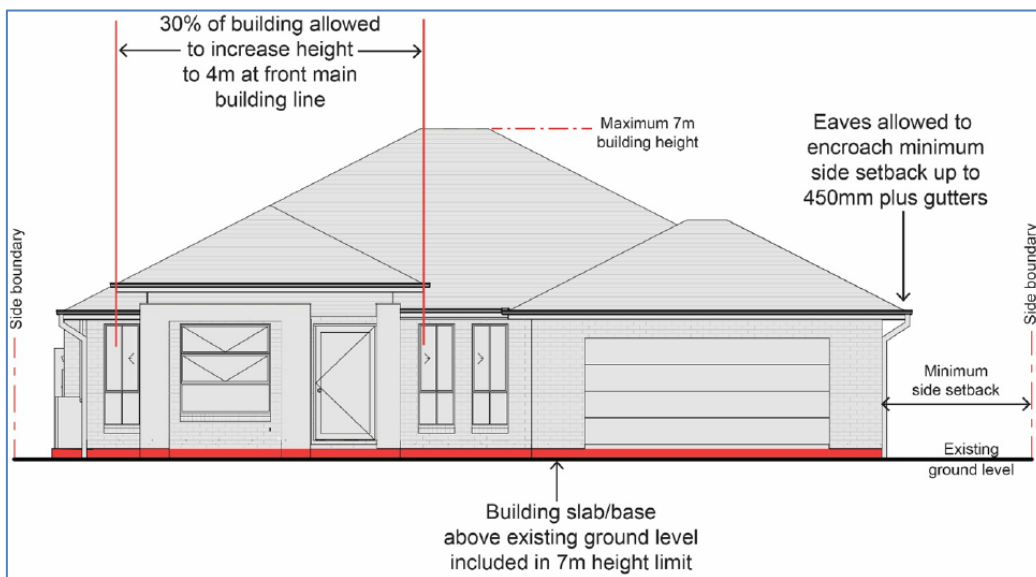 30% of building allowed
to increase height
to 4m at front main
building line
Maximum 7m
building height
Eaves allowed to
encroach minimum
side setback up to
450mm plus gutters
Side boundary
Side boundary
Minimum
side setback
Existing
ground level
Building slab/base
above existing ground level
included in 7m height limit